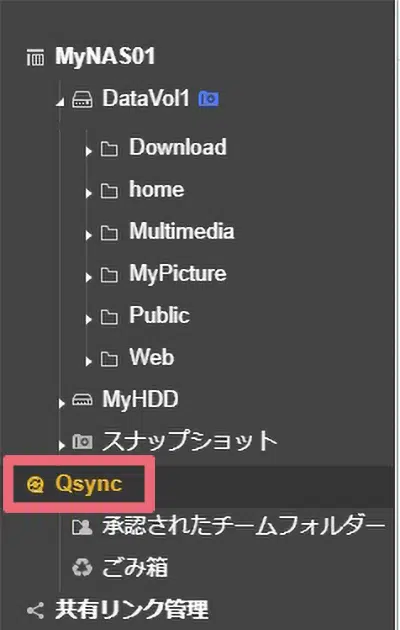 MyNAS01
DataVol1
Download
home
Multimedia
MyPicture
Public
Web
MyHDD
スナップショット
Qsync
承認されたチームフォルダー
ごみ箱
共有リンク管理